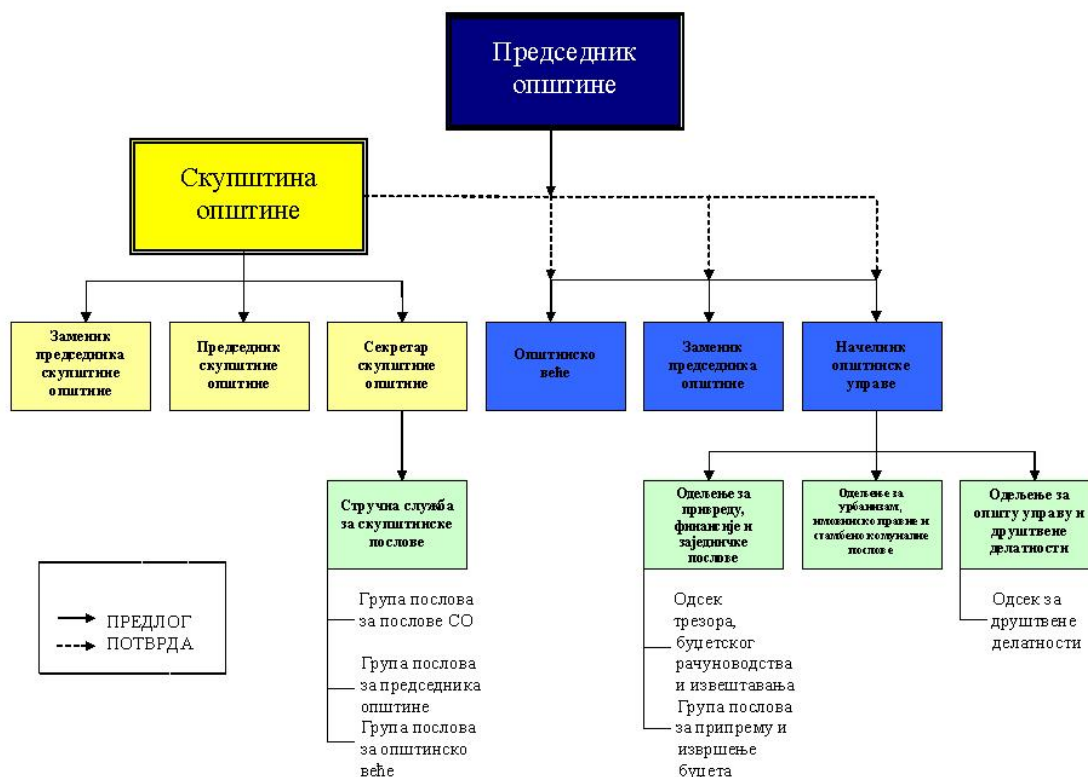 Председник
општине
Скупштина
општине
Заменик
председника
скупштине
општине
Председник
скупштине
општине
Секретар
скупштине
општине
Општинско
веће
Заменик
председника
општине
Начелник
општинске
управе
Стручна служба
за скупштинске
послове
Одељење за
привреду,
финансије и
заједничке
послове
Одељење за
урбанизам,
имовинско правне и
стамбено комуналне
послове
Одељење за
општу управу и
друштвене
делатности
Група послова
за послове СО
Група послова
за председника
општине
Група послова
за општинско
веће
Одсек
трезора,
буџетског
рачуноводства
и извештавања
Група послова
за припрему и
извршење
буџета
Одсек за
друштвене
делатности
ПРЕДЛОГ
ПОТВРДА